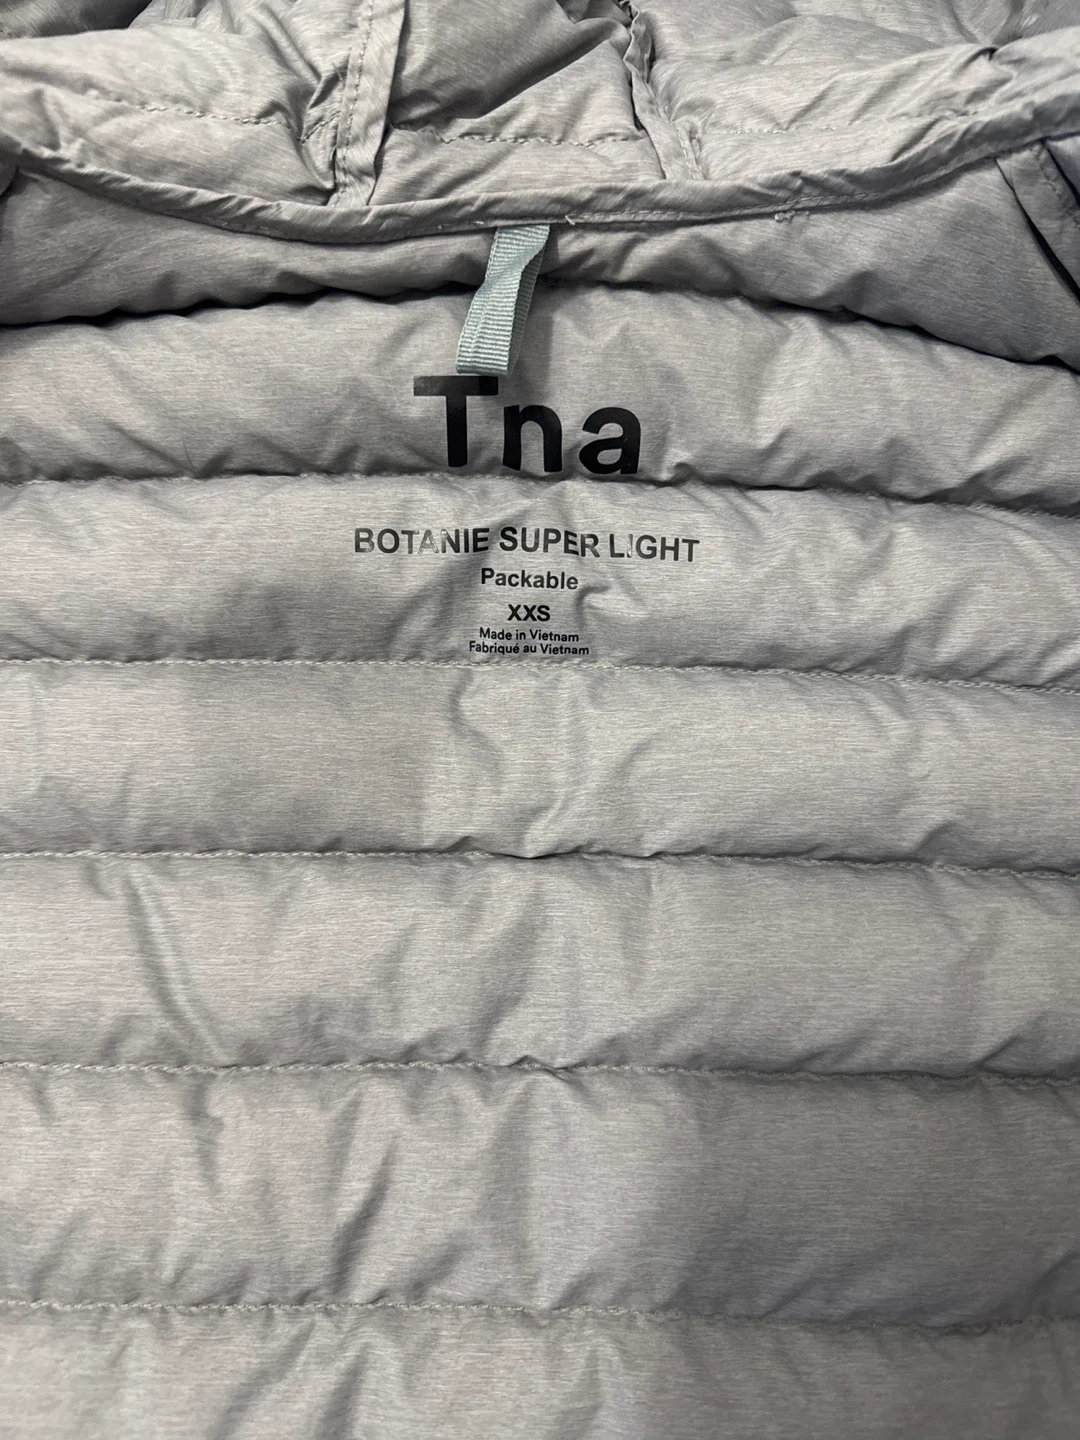 Tna
BOTANIE SUPER LIGHT
Packable
XXS
Made in Vietnam
Fabriqué au Vietnam